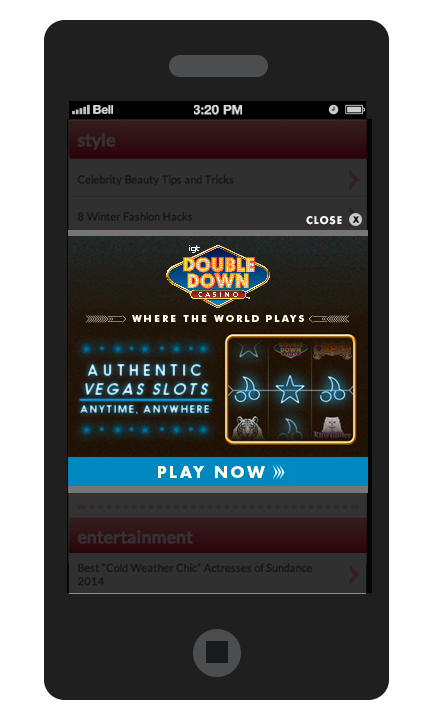 Bell 3:20 PM
style
Celebrity Beauty Tips and Tricks
8 Winter Fashion Hacks
CLOSE X
igt
DOUBLE
DOWN
CASINO
WHERE THE WORLD PLAYS
AUTHENTIC
VEGAS SLOTS
ANYTIME, ANYWHERE
PLAY NOW
entertainment
Best "Cold Weather Chic" Actresses of Sundance
2014